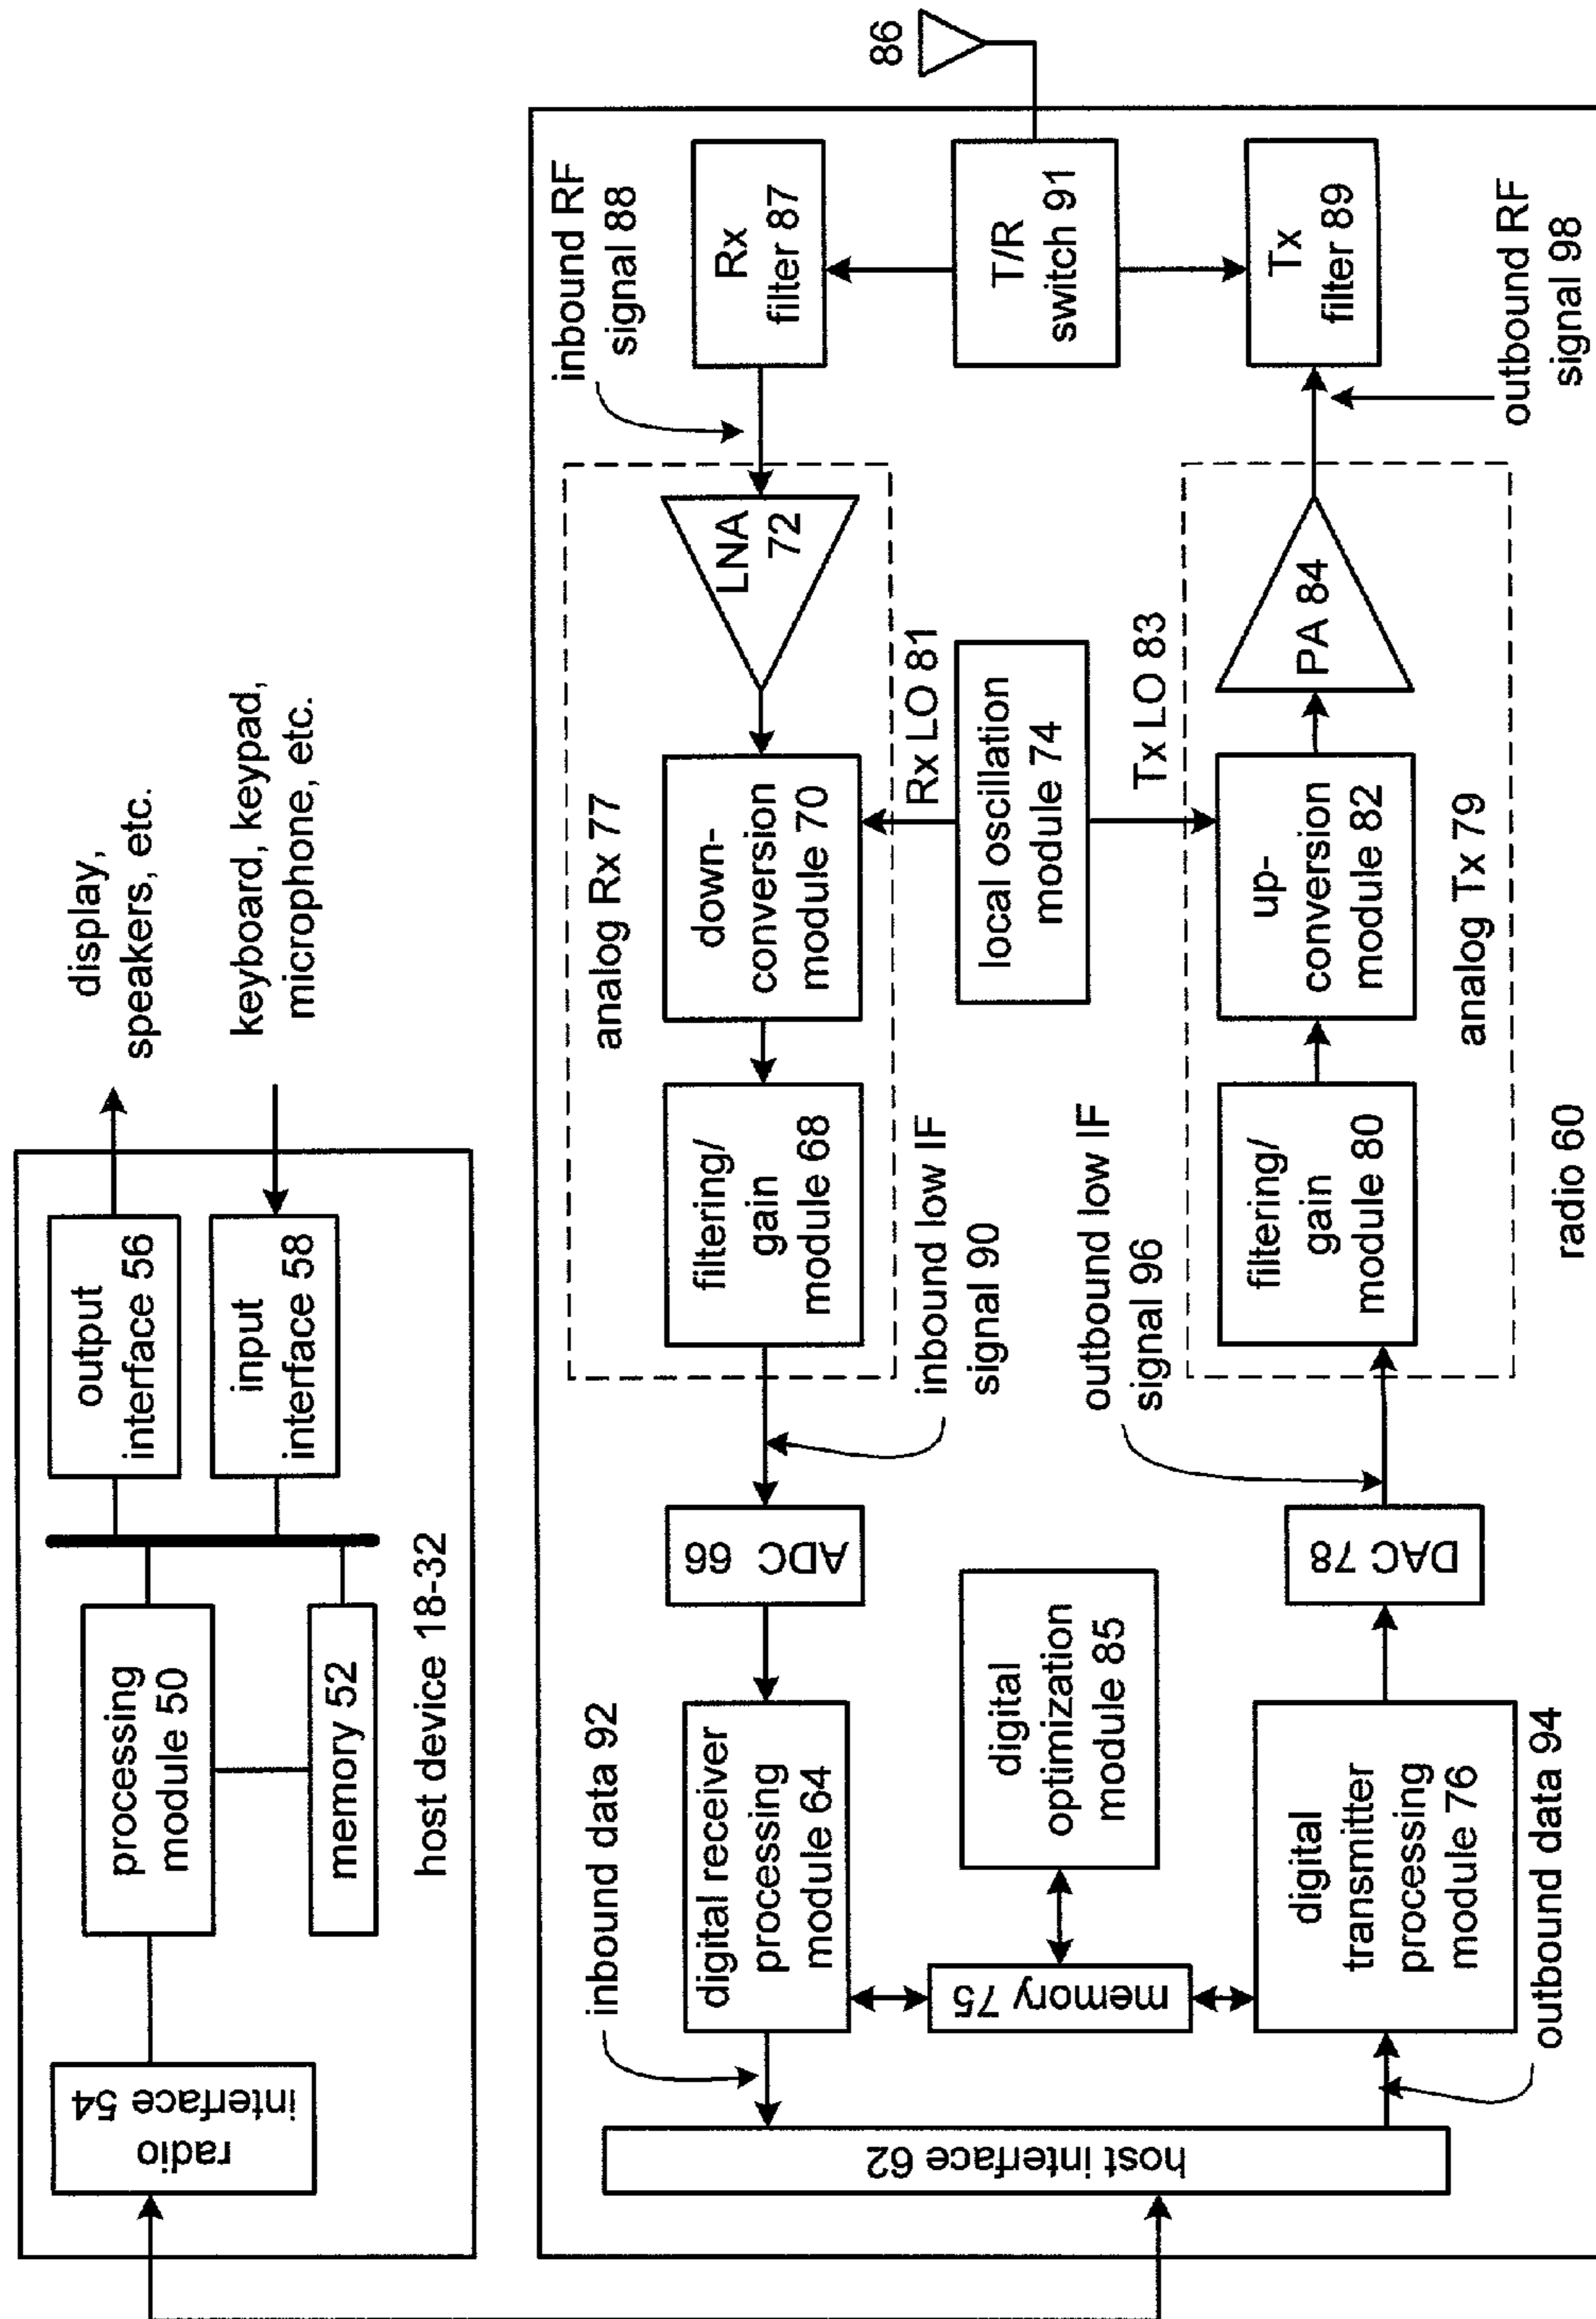 radio
interface 54
processing
module 50
memory 52
output
interface 56
input
interface 58
display,
speakers, etc.
keyboard, keypad,
microphone, etc.
host device 18-32
host interface 62
inbound data 92
digital receiver
processing
module 64
memory 75
digital
optimization
module 85
digital
transmitter
processing
module 76
outbound data 94
ADC 66
DAC 78
inbound low IF
signal 90
outbound low IF
signal 96
analog Rx 77
filtering/
gain
module 68
down-
conversion
module 70
LNA
72
Rx LO 81
local oscillation
module 74
Tx LO 83
filtering/
gain
module 80
up-
conversion
module 82
PA 84
analog Tx 79
inbound RF
signal 88
Rx
filter 87
T/R
switch 91
Tx
filter 89
outbound RF
signal 98
86
radio 60